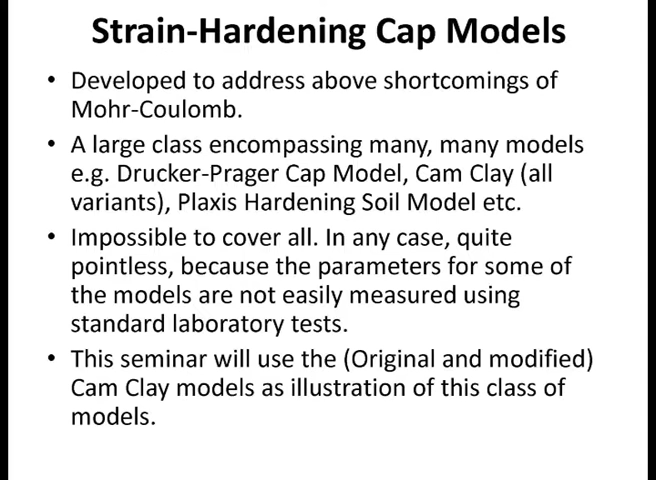 Strain-Hardening Cap Models
• Developed to address above shortcomings of
Mohr-Coulomb.
• A large class encompassing many, many models
e.g. Drucker-Prager Cap Model, Cam Clay (all
variants), Plaxis Hardening Soil Model etc.
• Impossible to cover all. In any case, quite
pointless, because the parameters for some of
the models are not easily measured using
standard laboratory tests.
• This seminar will use the (Original and modified)
Cam Clay models as illustration of this class of
models.